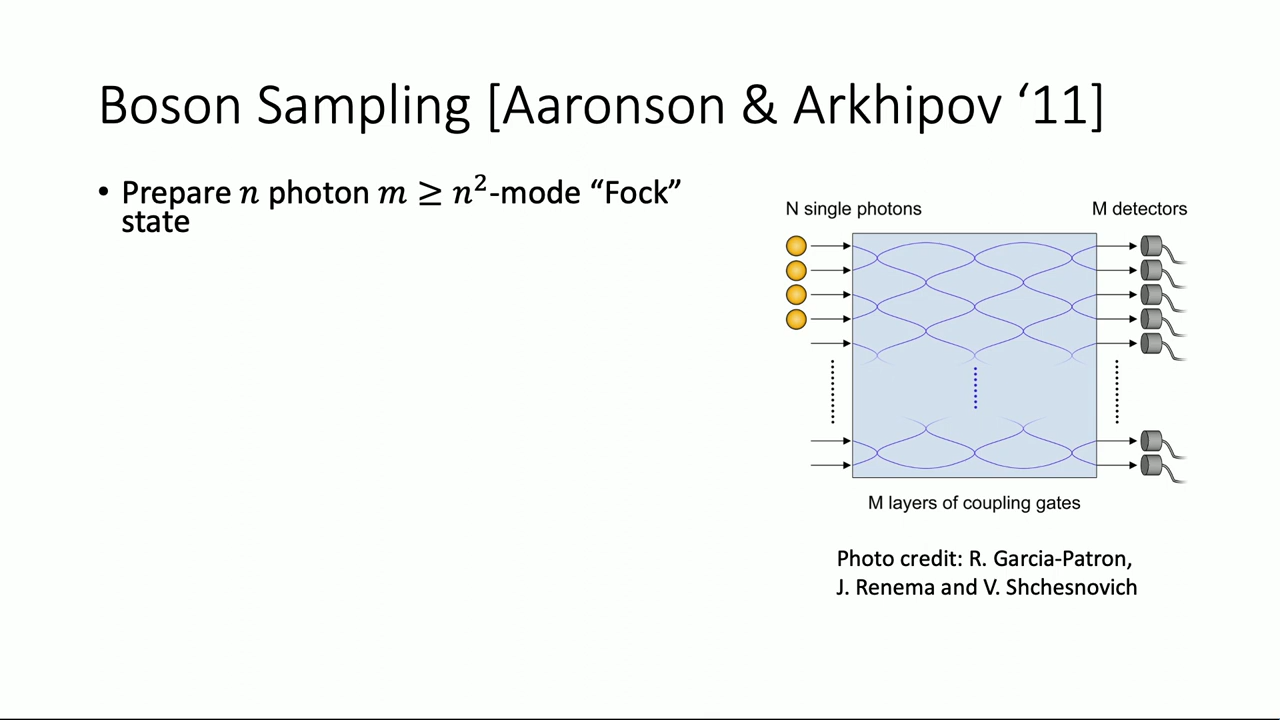 Boson Sampling [Aaronson & Arkhipov ‘11]
• Prepare n photon m ≥ n²-mode “Fock”
state
N single photons
M detectors
M layers of coupling gates
Photo credit: R. Garcia-Patron,
J. Renema and V. Shchesnovich